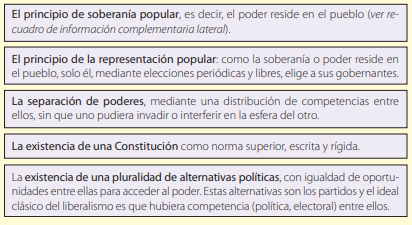 El principio de soberanía popular, es decir, el poder reside en el pueblo (ver re-
cuadro de información complementaria lateral).
El principio de la representación popular: como la soberanía o poder reside en
el pueblo, solo él, mediante elecciones periódicas y libres, elige a sus gobernantes.
La separación de poderes, mediante una distribución de competencias entre
ellos, sin que uno pudiera invadir o interferir en la esfera del otro.
La existencia de una Constitución como norma superior, escrita y rígida.
La existencia de una pluralidad de alternativas políticas, con igualdad de oportu-
nidades entre ellas para acceder al poder. Estas alternativas son los partidos y el ideal
clásico del liberalismo es que hubiera competencia (política, electoral) entre ellos.